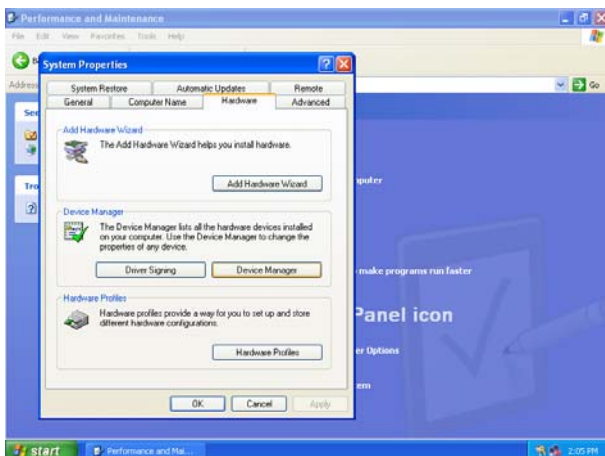 Performance and Maintenance
File Edit View Favorites Tools Help
Address
Go
System Properties
System Restore Automatic Updates Remote
General Computer Name Hardware Advanced
Add Hardware Wizard
The Add Hardware Wizard helps you install hardware.
Add Hardware Wizard
Device Manager
The Device Manager lists all the hardware devices installed
on your computer. Use the Device Manager to change the
properties of any device.
Driver Signing Device Manager
Hardware Profiles
Hardware profiles provide a way for you to set up and store
different hardware configurations.
Hardware Profiles
OK Cancel Apply
See
Tro
mputer
make programs run faster
Panel icon
er Options
em
start Performance and Mai... 2:05 PM